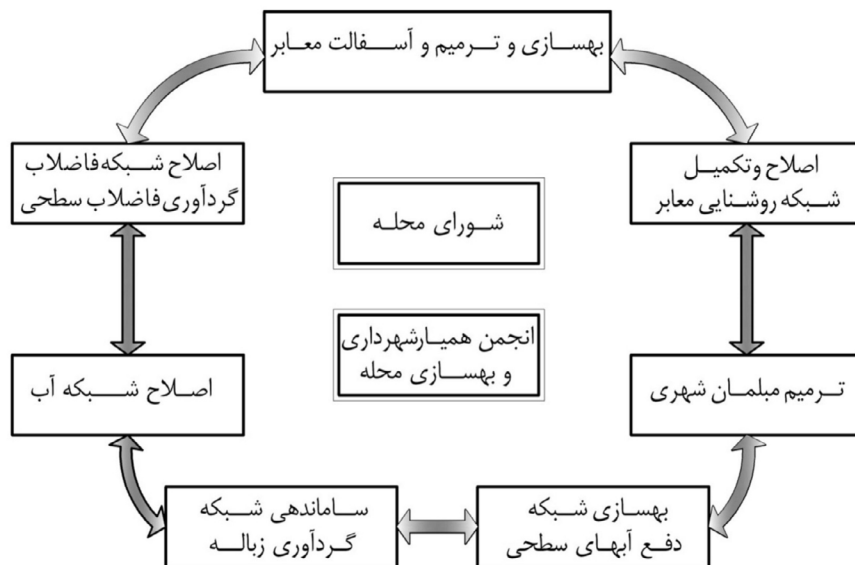 بهسازی و ترمیم و آسفالت معابر
اصلاح وتکمیل
شبکه روشنایی معابر
اصلاح شبکه فاضلاب
گردآوری فاضلاب سطحی
شورای محله
انجمن همیارشهرداری
و بهسازی محله
ترمیم مبلمان شهری
اصلاح شبکه آب
بهسازی شبکه
دفع آبهای سطحی
ساماندهی شبکه
گردآوری زباله